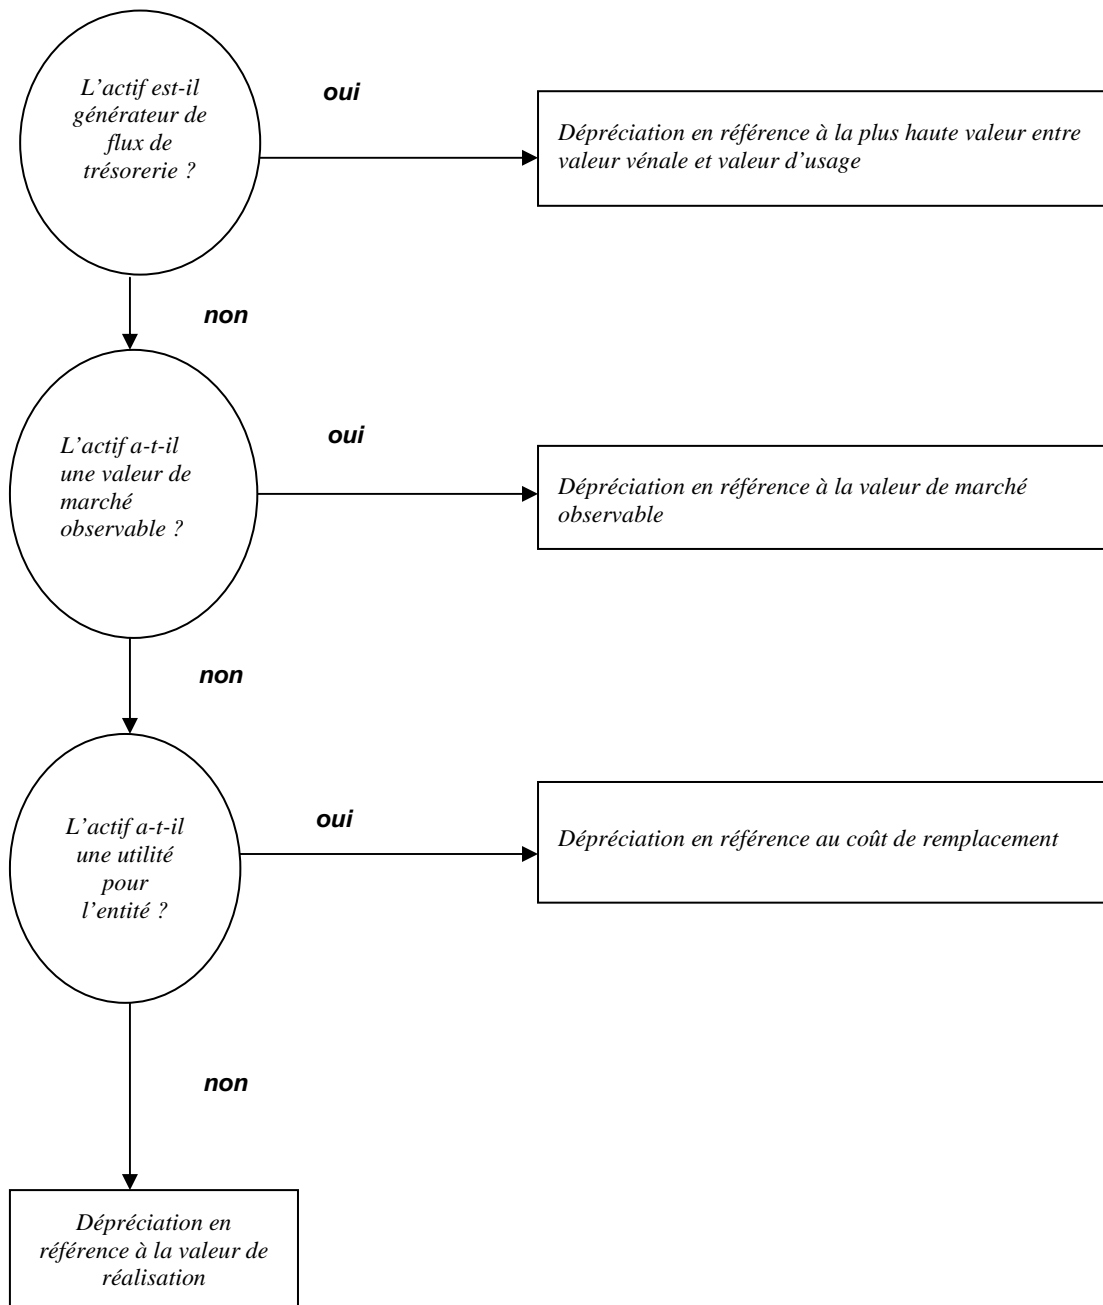 L’actif est-il
générateur de
flux de
trésorerie ?
oui
Dépréciation en référence à la plus haute valeur entre
valeur vénale et valeur d’usage
non
L’actif a-t-il
une valeur de
marché
observable ?
oui
Dépréciation en référence à la valeur de marché
observable
non
L’actif a-t-il
une utilité
pour
l’entité ?
oui
Dépréciation en référence au coût de remplacement
non
Dépréciation en
référence à la valeur de
réalisation